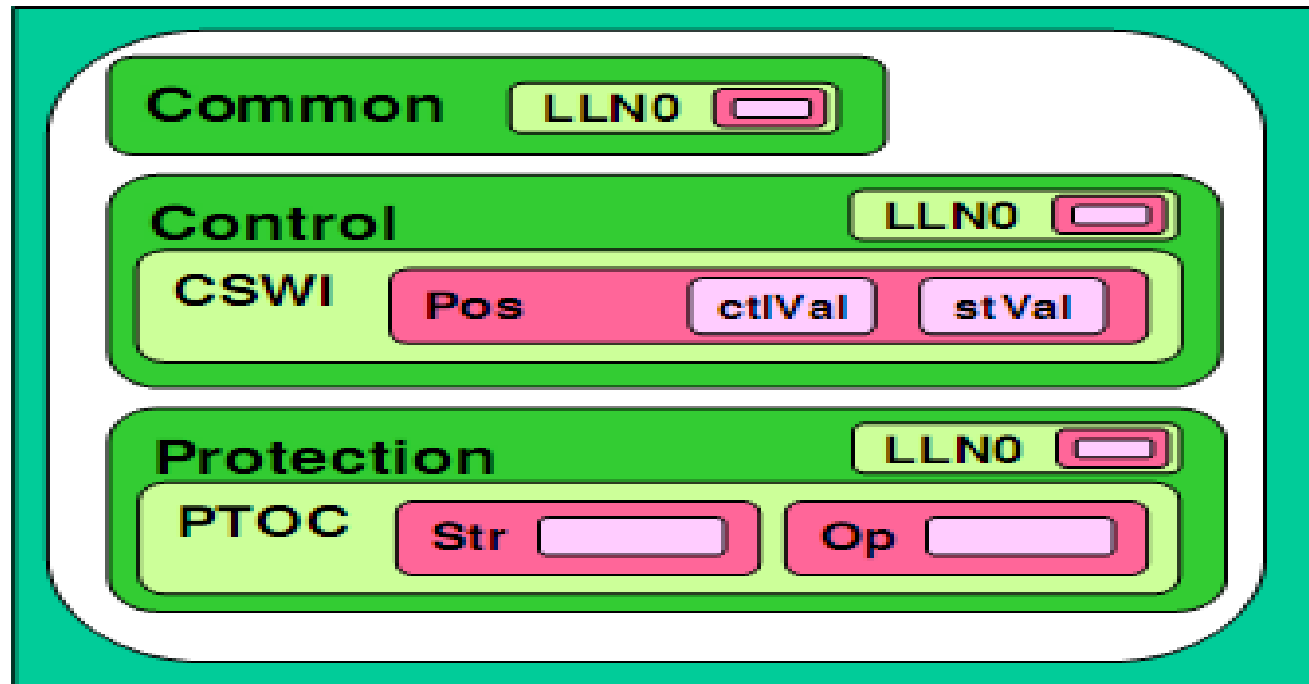 Common LLN0
Control LLN0
CSWI Pos ctlVal stVal
Protection LLN0
PTOC Str Op